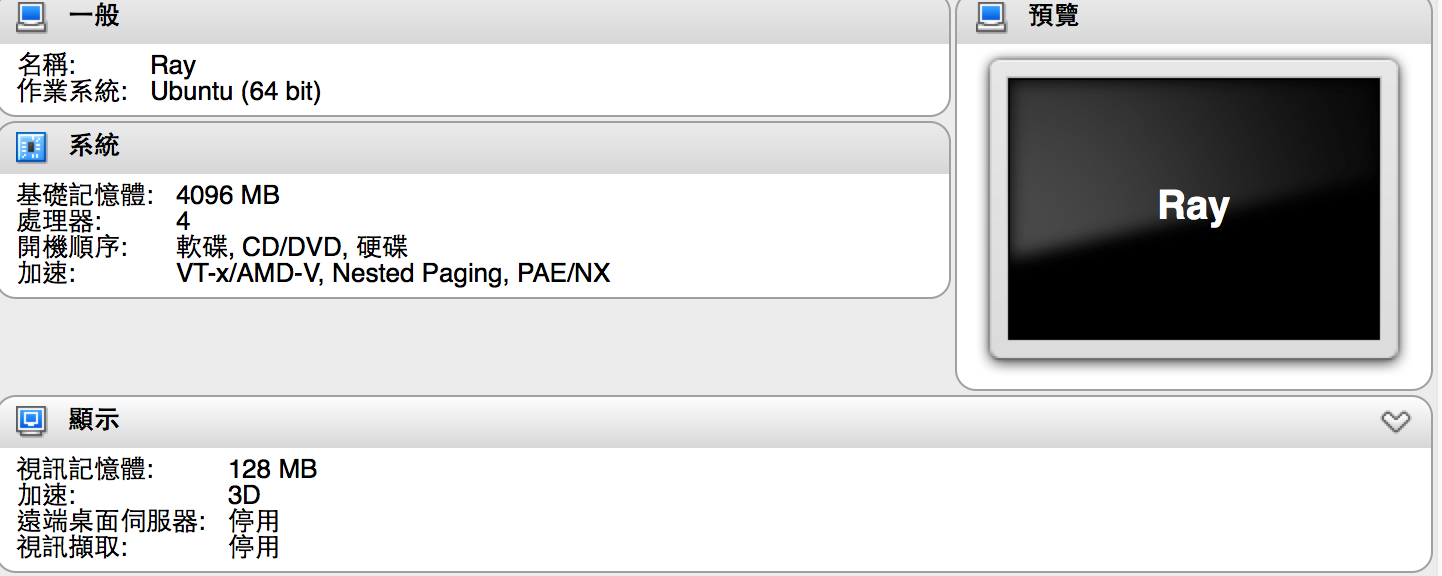 一般
名稱: Ray
作業系統: Ubuntu (64 bit)
系統
基礎記憶體: 4096 MB
處理器: 4
開機順序: 軟碟, CD/DVD, 硬碟
加速: VT-x/AMD-V, Nested Paging, PAE/NX
預覽
Ray
顯示
視訊記憶體: 128 MB
加速: 3D
遠端桌面伺服器: 停用
視訊擷取: 停用